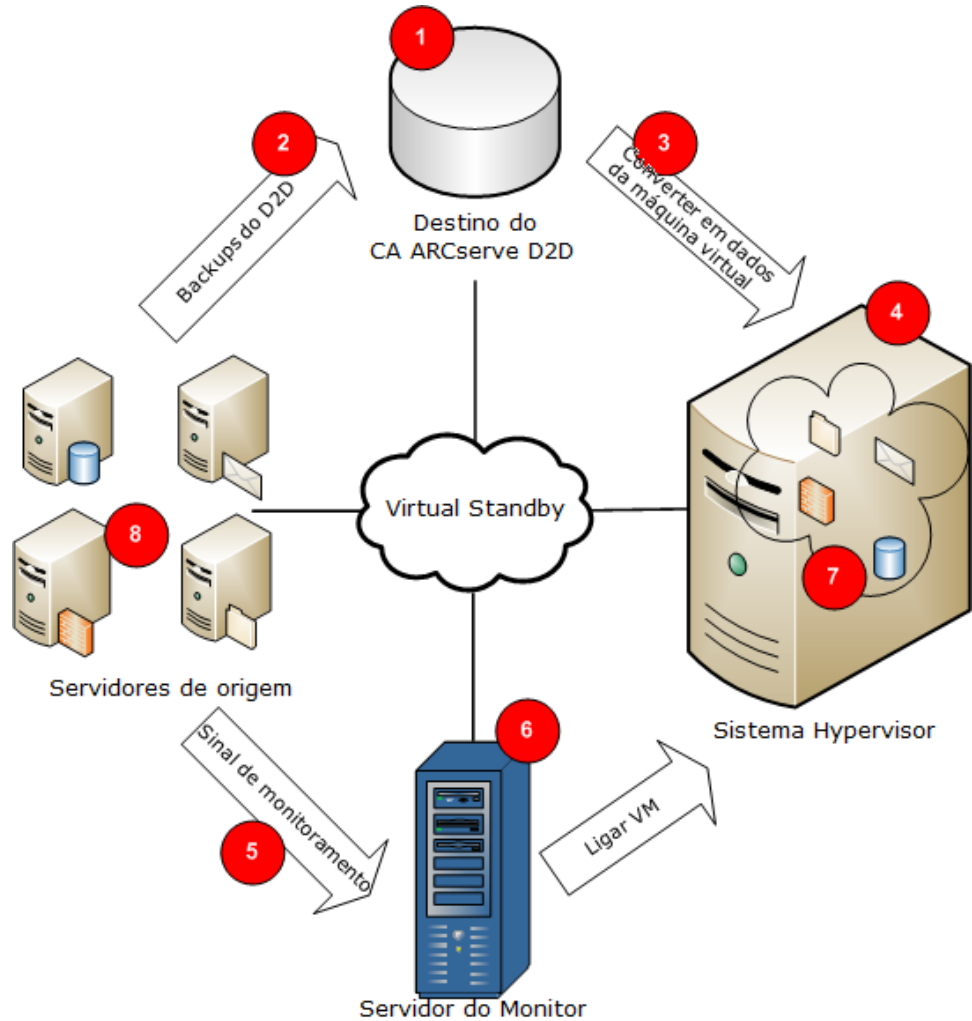 1
2
Backups do D2D
3
Converter em dados
da máquina virtual
Destino do
CA ARCserve D2D
4
Virtual Standby
8
7
Servidores de origem
Sistema Hypervisor
5
Sinal de monitoramento
6
Ligar VM
Servidor do Monitor